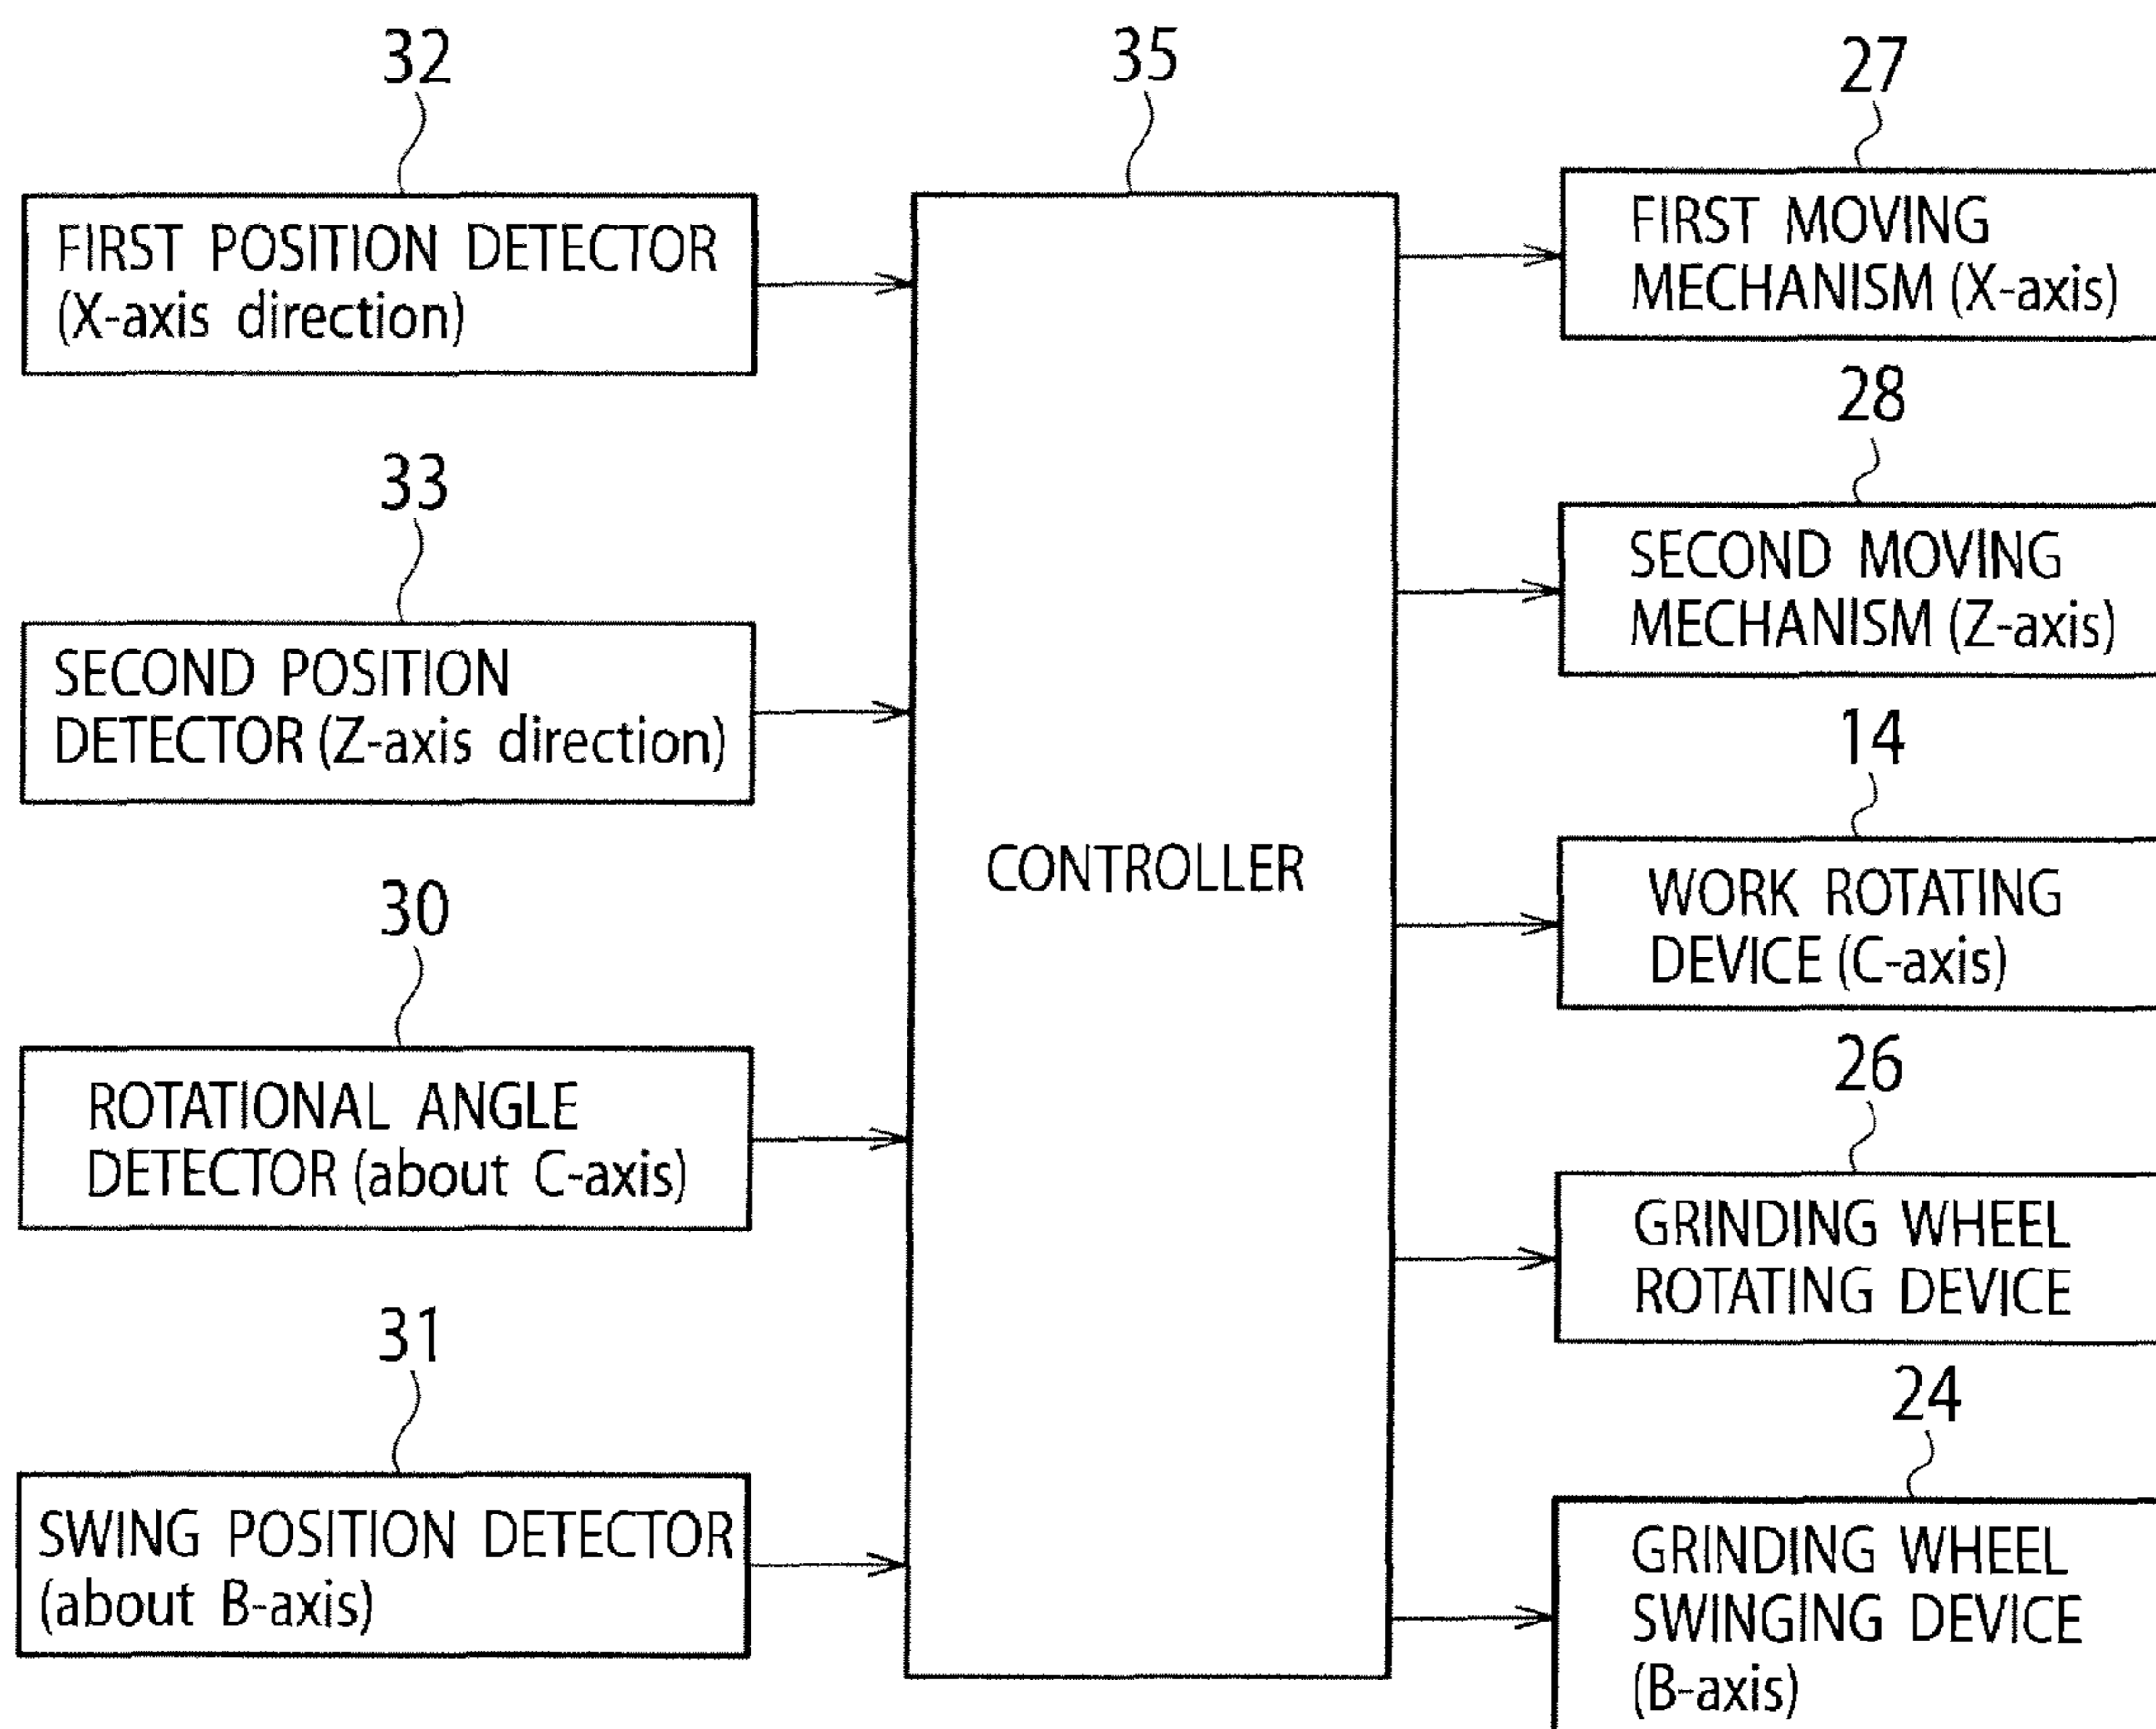 32
FIRST POSITION DETECTOR
(X-axis direction)
33
SECOND POSITION
DETECTOR (Z-axis direction)
30
ROTATIONAL ANGLE
DETECTOR (about C-axis)
31
SWING POSITION DETECTOR
(about B-axis)
35
CONTROLLER
27
FIRST MOVING
MECHANISM (X-axis)
28
SECOND MOVING
MECHANISM (Z-axis)
14
WORK ROTATING
DEVICE (C-axis)
26
GRINDING WHEEL
ROTATING DEVICE
24
GRINDING WHEEL
SWINGING DEVICE
(B-axis)